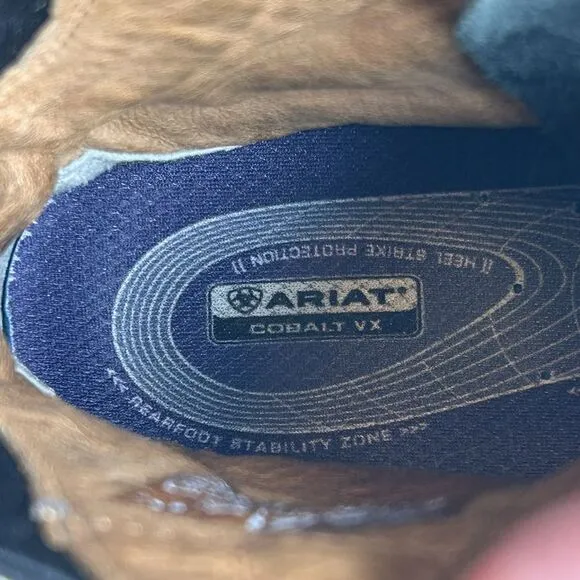 [[ HEEL STRIKE PROTECTION ]]
ARIAT
COBALT VX
<<< REARFOOT STABILITY ZONE >>>